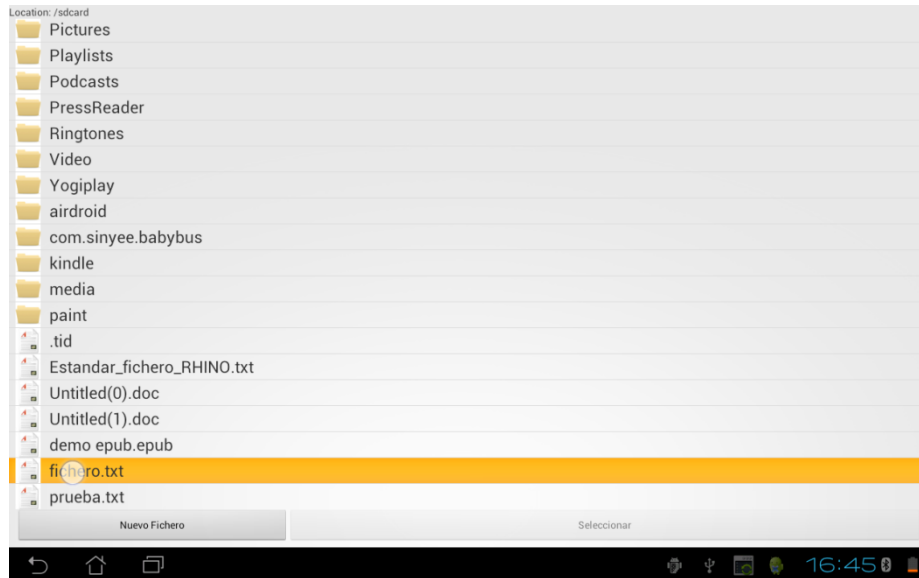 Location: /sdcard
Pictures
Playlists
Podcasts
PressReader
Ringtones
Video
Yogiplay
airdroid
com.sinyee.babybus
kindle
media
paint
.tid
Estandar_fichero_RHINO.txt
Untitled(0).doc
Untitled(1).doc
demo epub.epub
fichero.txt
prueba.txt
Nuevo Fichero Seleccionar
16:45